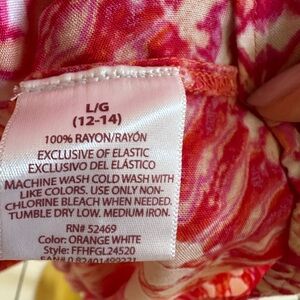 L/G
(12-14)
100% RAYON/RAYÓN
EXCLUSIVE OF ELASTIC
EXCLUSIVO DEL ELÁSTICO
MACHINE WASH COLD WASH WITH
LIKE COLORS. USE ONLY NON-
CHLORINE BLEACH WHEN NEEDED.
TUMBLE DRY LOW. MEDIUM IRON.
RN# 52469
Color: ORANGE WHITE
Style: FFHFGL24520